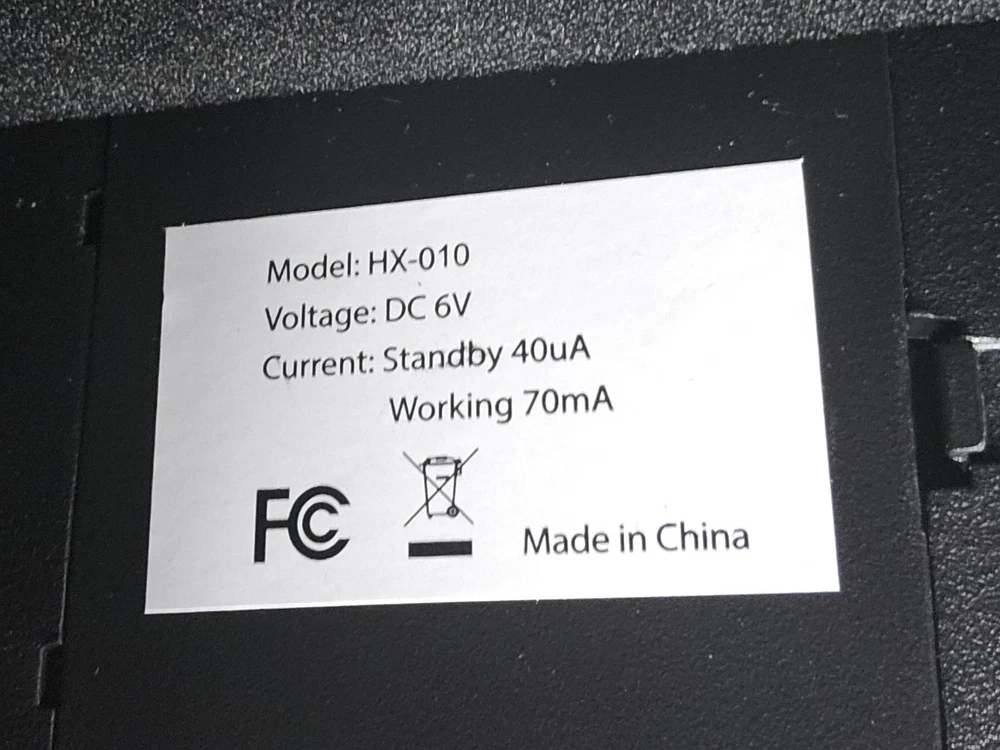 Model: HX-010
Voltage: DC 6V
Current: Standby 40uA
Working 70mA
FC
Made in China